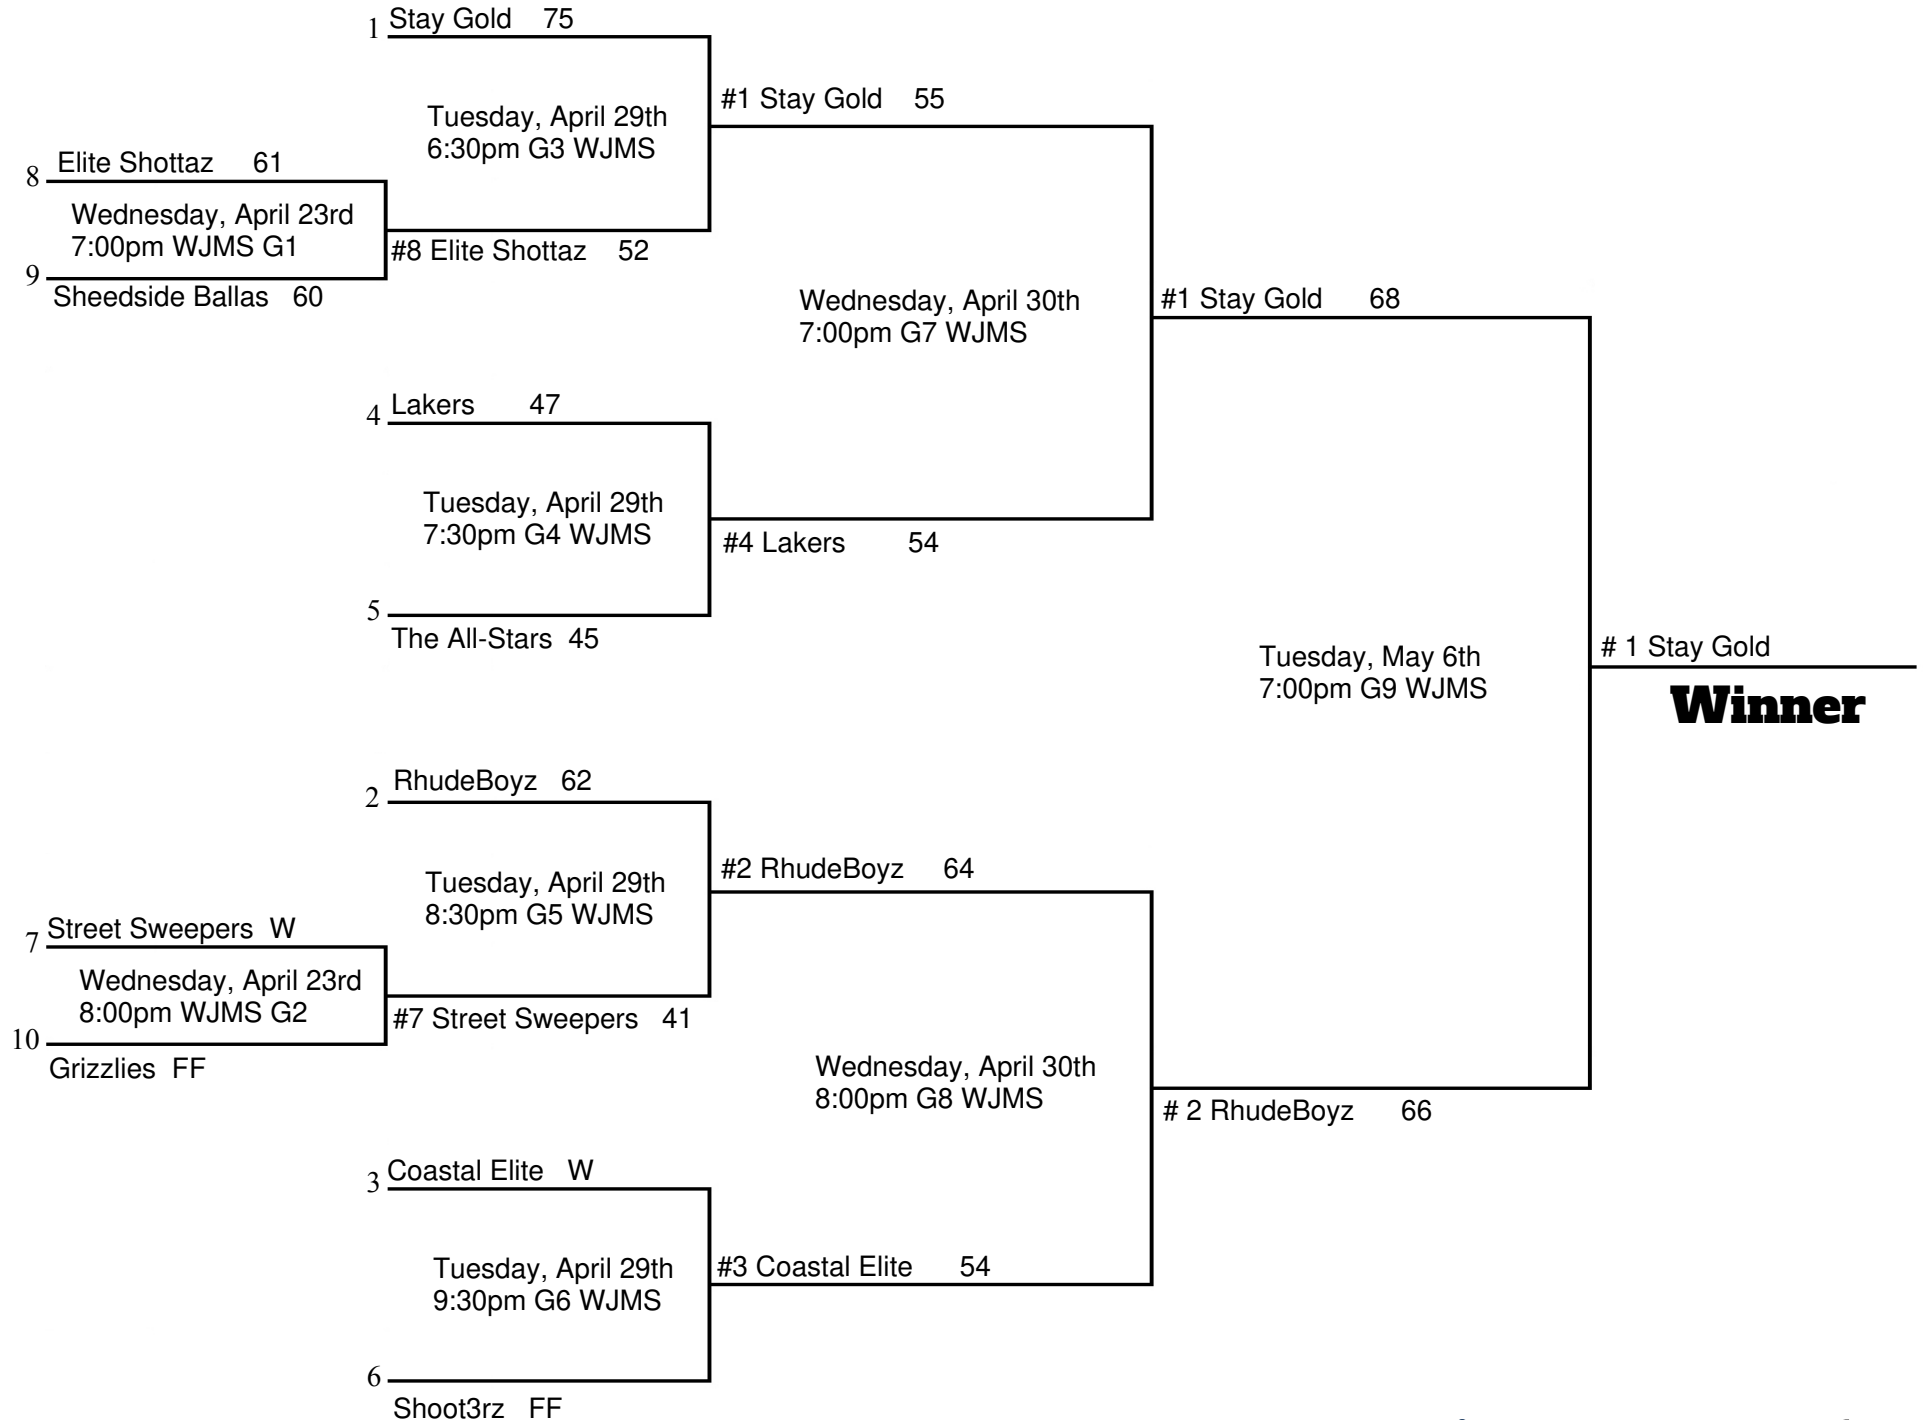 1 Stay Gold 75
#1 Stay Gold 55
Tuesday, April 29th
6:30pm G3 WJMS
8 Elite Shottaz 61
Wednesday, April 23rd
7:00pm WJMS G1
#8 Elite Shottaz 52
9 Sheedside Ballas 60
Wednesday, April 30th
7:00pm G7 WJMS
#1 Stay Gold 68
4 Lakers 47
Tuesday, April 29th
7:30pm G4 WJMS
#4 Lakers 54
5
The All-Stars 45
Tuesday, May 6th
7:00pm G9 WJMS
# 1 Stay Gold
Winner
2 RhudeBoyz 62
#2 RhudeBoyz 64
Tuesday, April 29th
8:30pm G5 WJMS
7 Street Sweepers W
Wednesday, April 23rd
8:00pm WJMS G2
#7 Street Sweepers 41
10
Grizzlies FF
Wednesday, April 30th
8:00pm G8 WJMS
# 2 RhudeBoyz 66
3 Coastal Elite W
Tuesday, April 29th
9:30pm G6 WJMS
#3 Coastal Elite 54
6
Shoot3rz FF